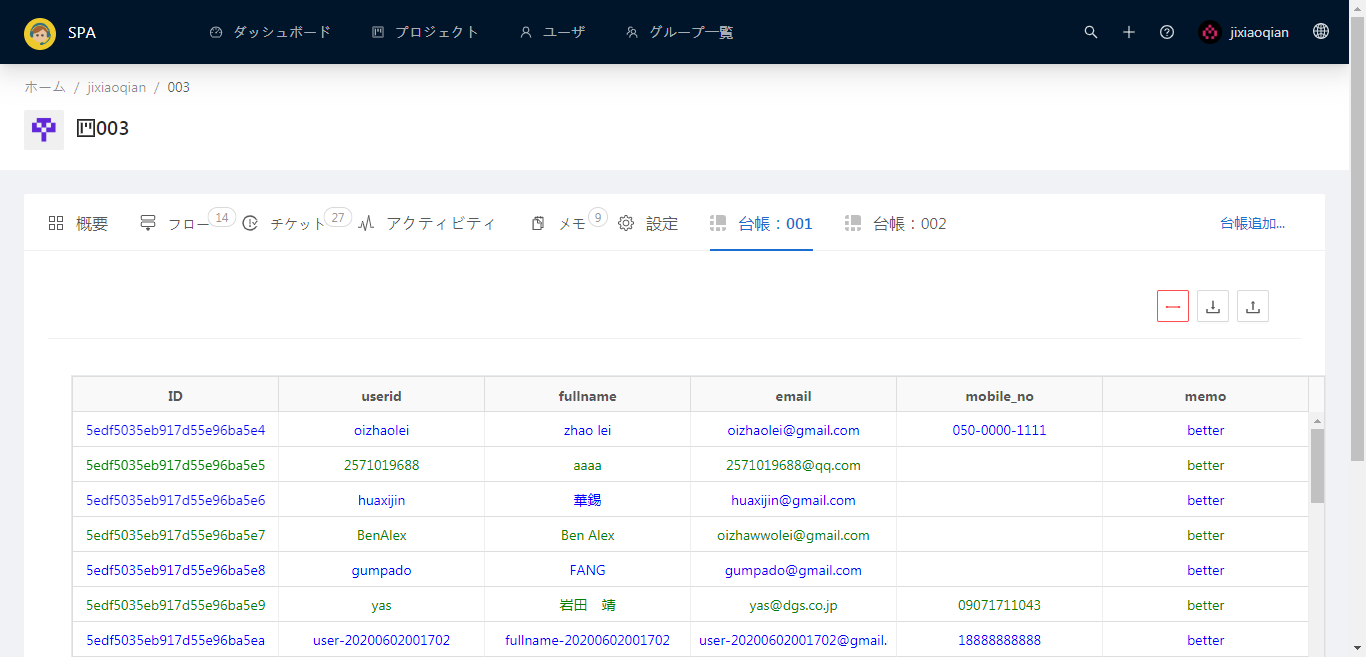 SPA ダッシュボード プロジェクト ユーザ グループ一覧 jixiaoqian
ホーム / jixiaoqian / 003
003
概要 フロー 14 チケット 27 アクティビティ メモ 9 設定 台帳：001 台帳：002 台帳追加...
ID userid fullname email mobile_no memo
5edf5035eb917d55e96ba5e4 oizhaolei zhao lei oizhaolei@gmail.com 050-0000-1111 better
5edf5035eb917d55e96ba5e5 2571019688 aaaa 2571019688@qq.com better
5edf5035eb917d55e96ba5e6 huaxijin 華錫 huaxijin@gmail.com better
5edf5035eb917d55e96ba5e7 BenAlex Ben Alex oizhawwolei@gmail.com better
5edf5035eb917d55e96ba5e8 gumpado FANG gumpado@gmail.com better
5edf5035eb917d55e96ba5e9 yas 岩田　靖 yas@dgs.co.jp 09071711043 better
5edf5035eb917d55e96ba5ea user-20200602001702 fullname-20200602001702 user-20200602001702@gmail. 18888888888 better